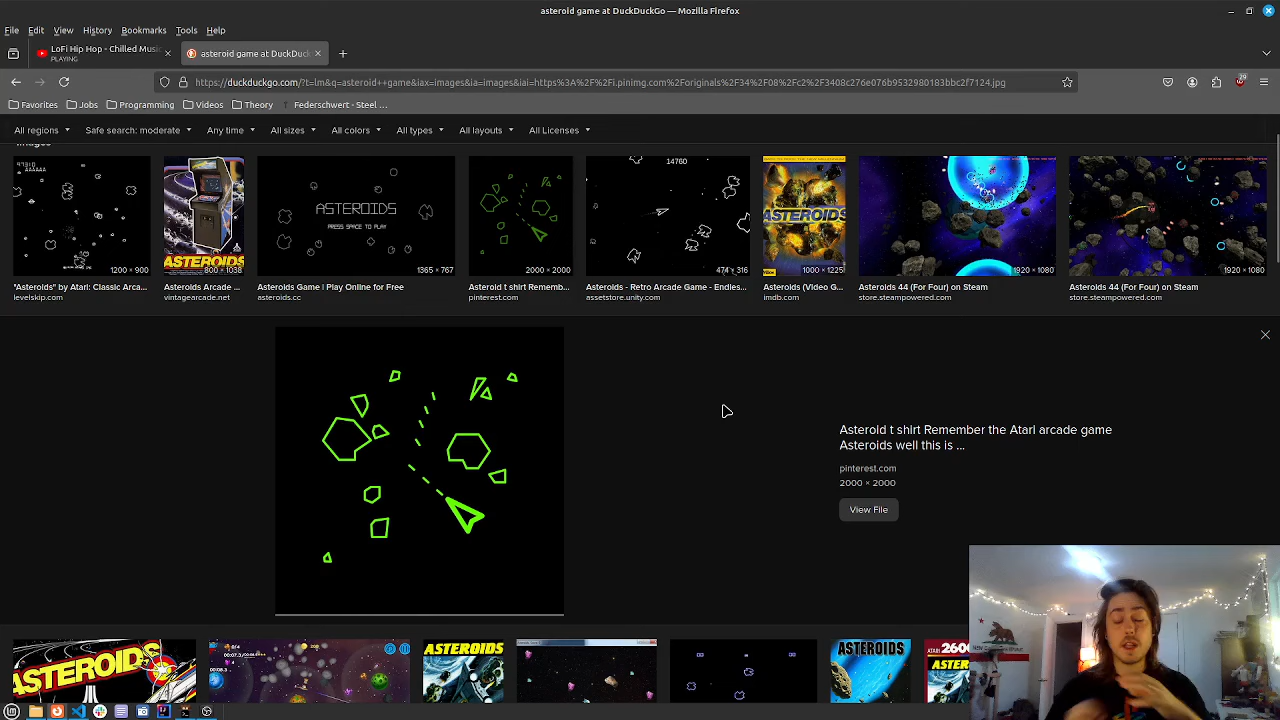 asteroid game at DuckDuckGo — Mozilla Firefox
File Edit View History Bookmarks Tools Help
LoFi Hip Hop - Chilled Music
PLAYING
asteroid game at DuckDuc
https://duckduckgo.com/?t=lm&q=asteroid++game&iax=images&ia=images&iai=https%3A%2F%2Fi.pinimg.com%2Foriginals%2F34%2F08%2Fc2%2F3408c276e076b9532980183bbc2f7124.jpg
29
Favorites Jobs Programming Videos Theory Federschwert - Steel ...
All regions Safe search: moderate Any time All sizes All colors All types All layouts All Licenses
Images
14760
ASTEROIDS
PRESS SPACE TO PLAY
ASTEROIDS
ASTEROIDS
1200 × 900
800 × 1038
1365 × 767
2000 × 2000
474 × 316
1000 × 1225
1920 × 1080
1920 × 1080
"Asteroids" by Atari: Classic Arca...
levelskip.com
Asteroids Arcade ...
vintagearcade.net
Asteroids Game | Play Online for Free
asteroids.cc
Asteroid t shirt Rememb...
pinterest.com
Asteroids - Retro Arcade Game - Endles...
assetstore.unity.com
Asteroids (Video G...
imdb.com
Asteroids 44 (For Four) on Steam
store.steampowered.com
Asteroids 44 (For Four) on Steam
store.steampowered.com
Asteroid t shirt Remember the Atari arcade game
Asteroids well this is ...
pinterest.com
2000 × 2000
View File
ASTEROIDS
ASTEROIDS
ASTEROIDS
ATARI 2600